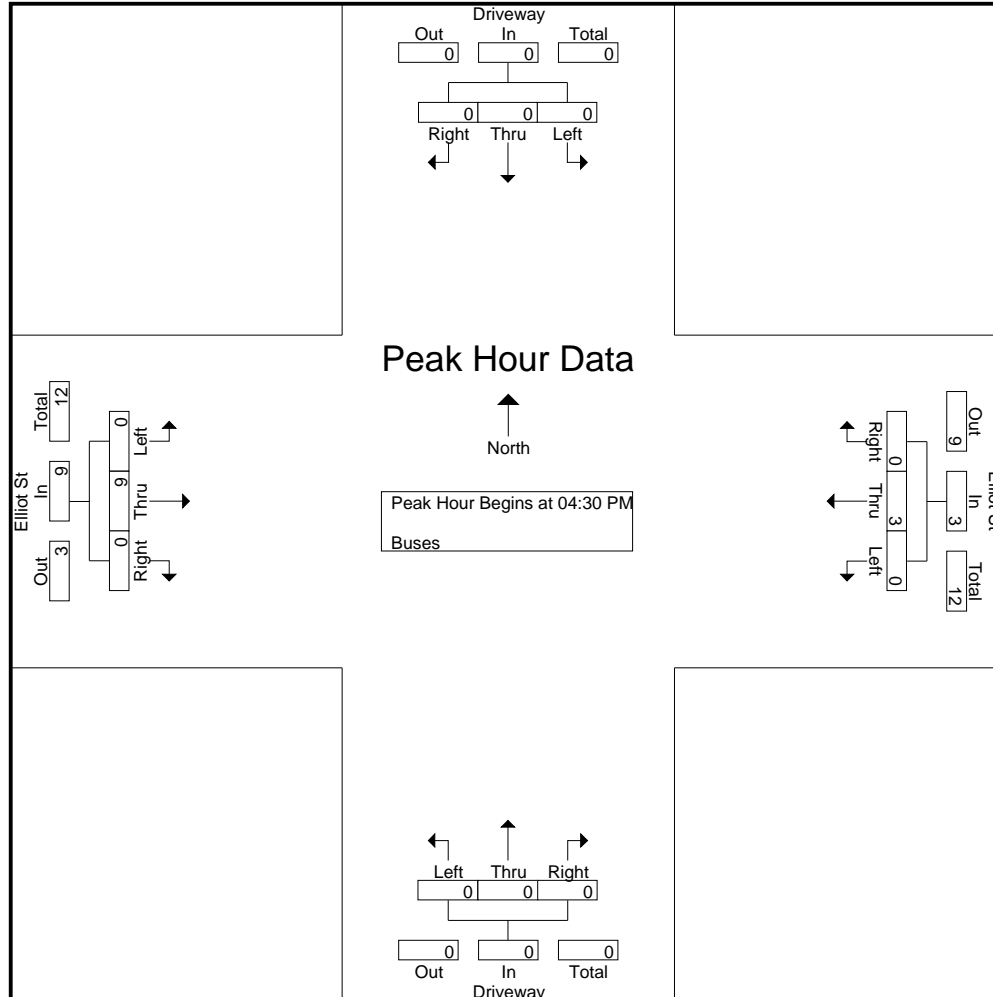 Driveway
Out In Total
0 0 0
0 0 0
Right Thru Left
Peak Hour Data
North
Peak Hour Begins at 04:30 PM
Buses
Elliot St
Total In Out
12 9 3
0 9 0
Left Thru Right
Right Thru Left
0 3 0
9 3 12
Out In Total
Elliot St
Left Thru Right
0 0 0
0 0 0
Out In Total
Driveway